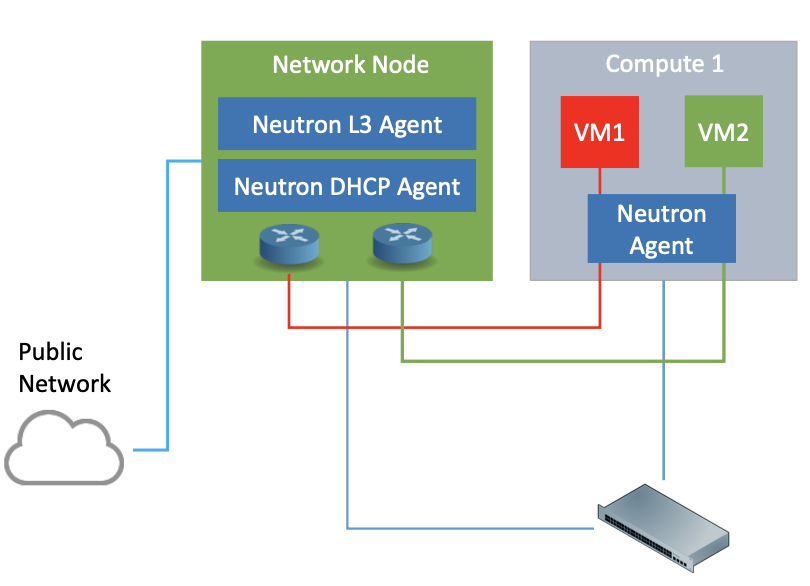 Network Node
Neutron L3 Agent
Neutron DHCP Agent
Compute 1
VM1
VM2
Neutron
Agent
Public
Network